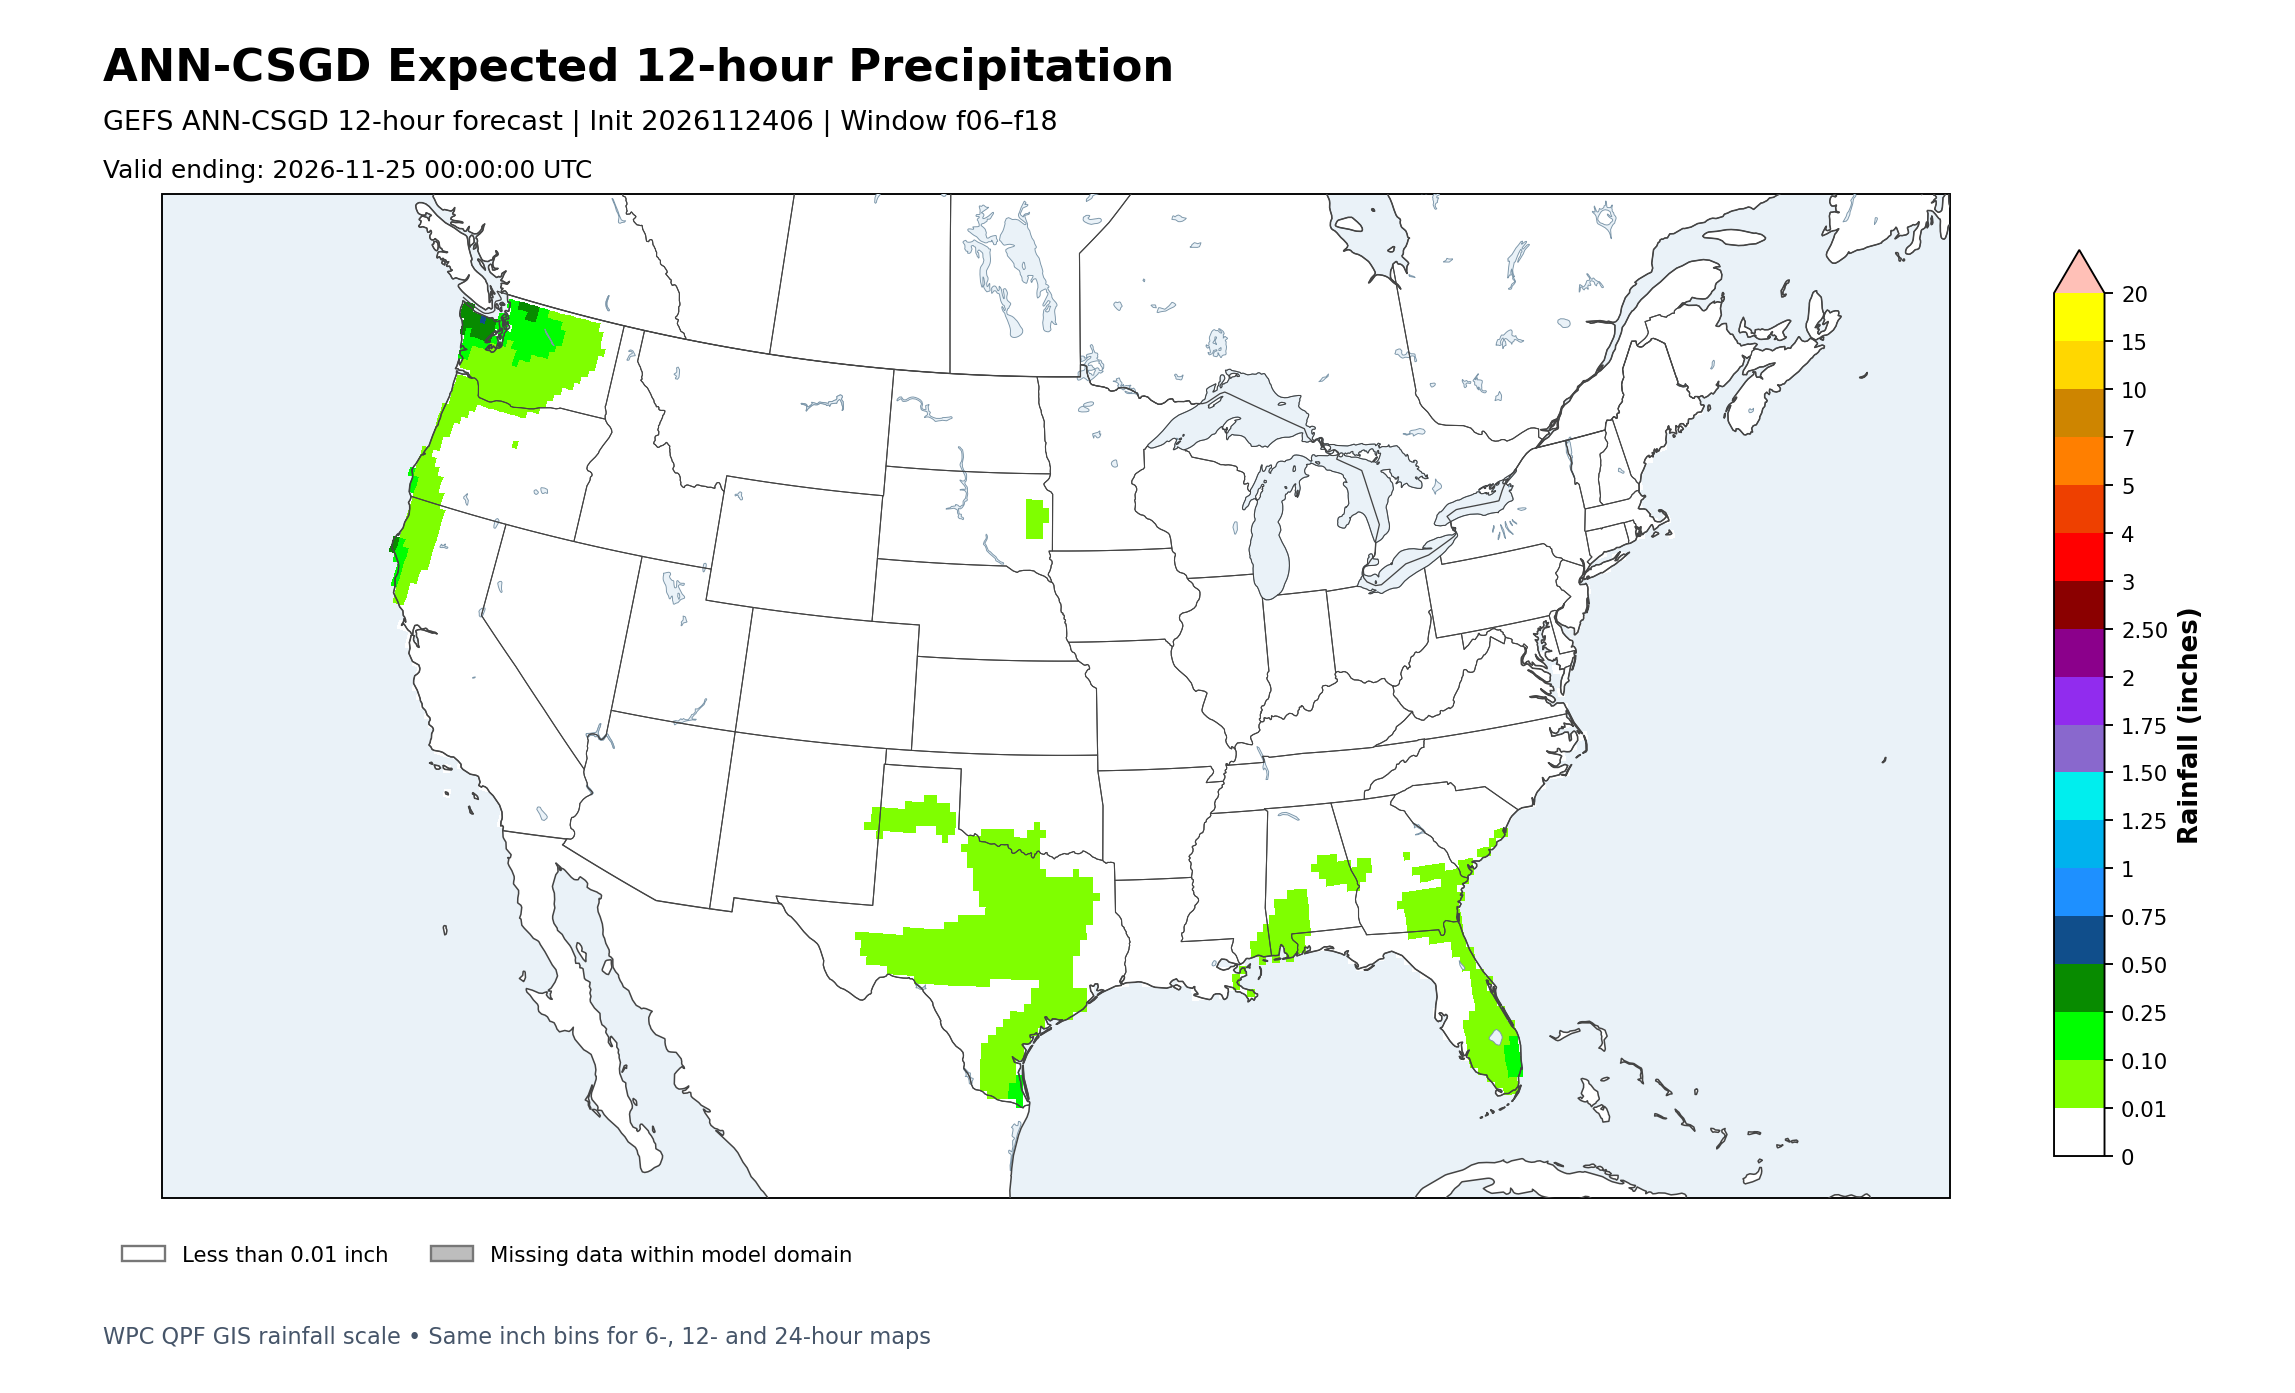 ANN-CSGD Expected 12-hour Precipitation
GEFS ANN-CSGD 12-hour forecast | Init 2026112406 | Window f06–f18
Valid ending: 2026-11-25 00:00:00 UTC
20
15
10
7
5
4
3
2.50
2
1.75
1.50
1.25
1
0.75
0.50
0.25
0.10
0.01
0
Rainfall (inches)
Less than 0.01 inch
Missing data within model domain
WPC QPF GIS rainfall scale • Same inch bins for 6-, 12- and 24-hour maps